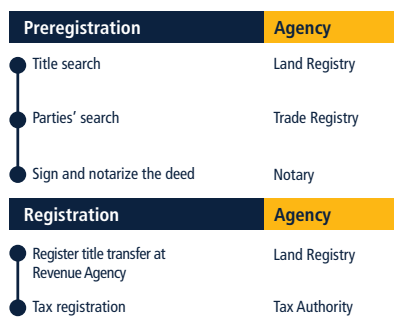 Preregistration Agency
Title search Land Registry
Parties’ search Trade Registry
Sign and notarize the deed Notary
Registration Agency
Register title transfer at Land Registry
Revenue Agency
Tax registration Tax Authority